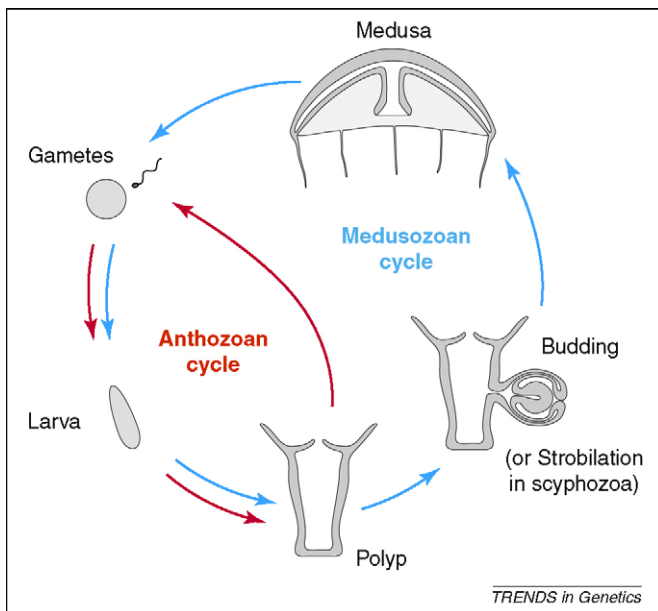 Medusa
Gametes
Medusozoan
cycle
Anthozoan
cycle
Budding
Larva
(or Strobilation
in scyphozoa)
Polyp
TRENDS in Genetics